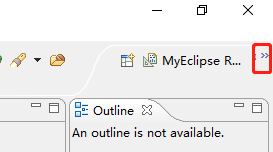 MyEclipse R...
Outline
An outline is not available.